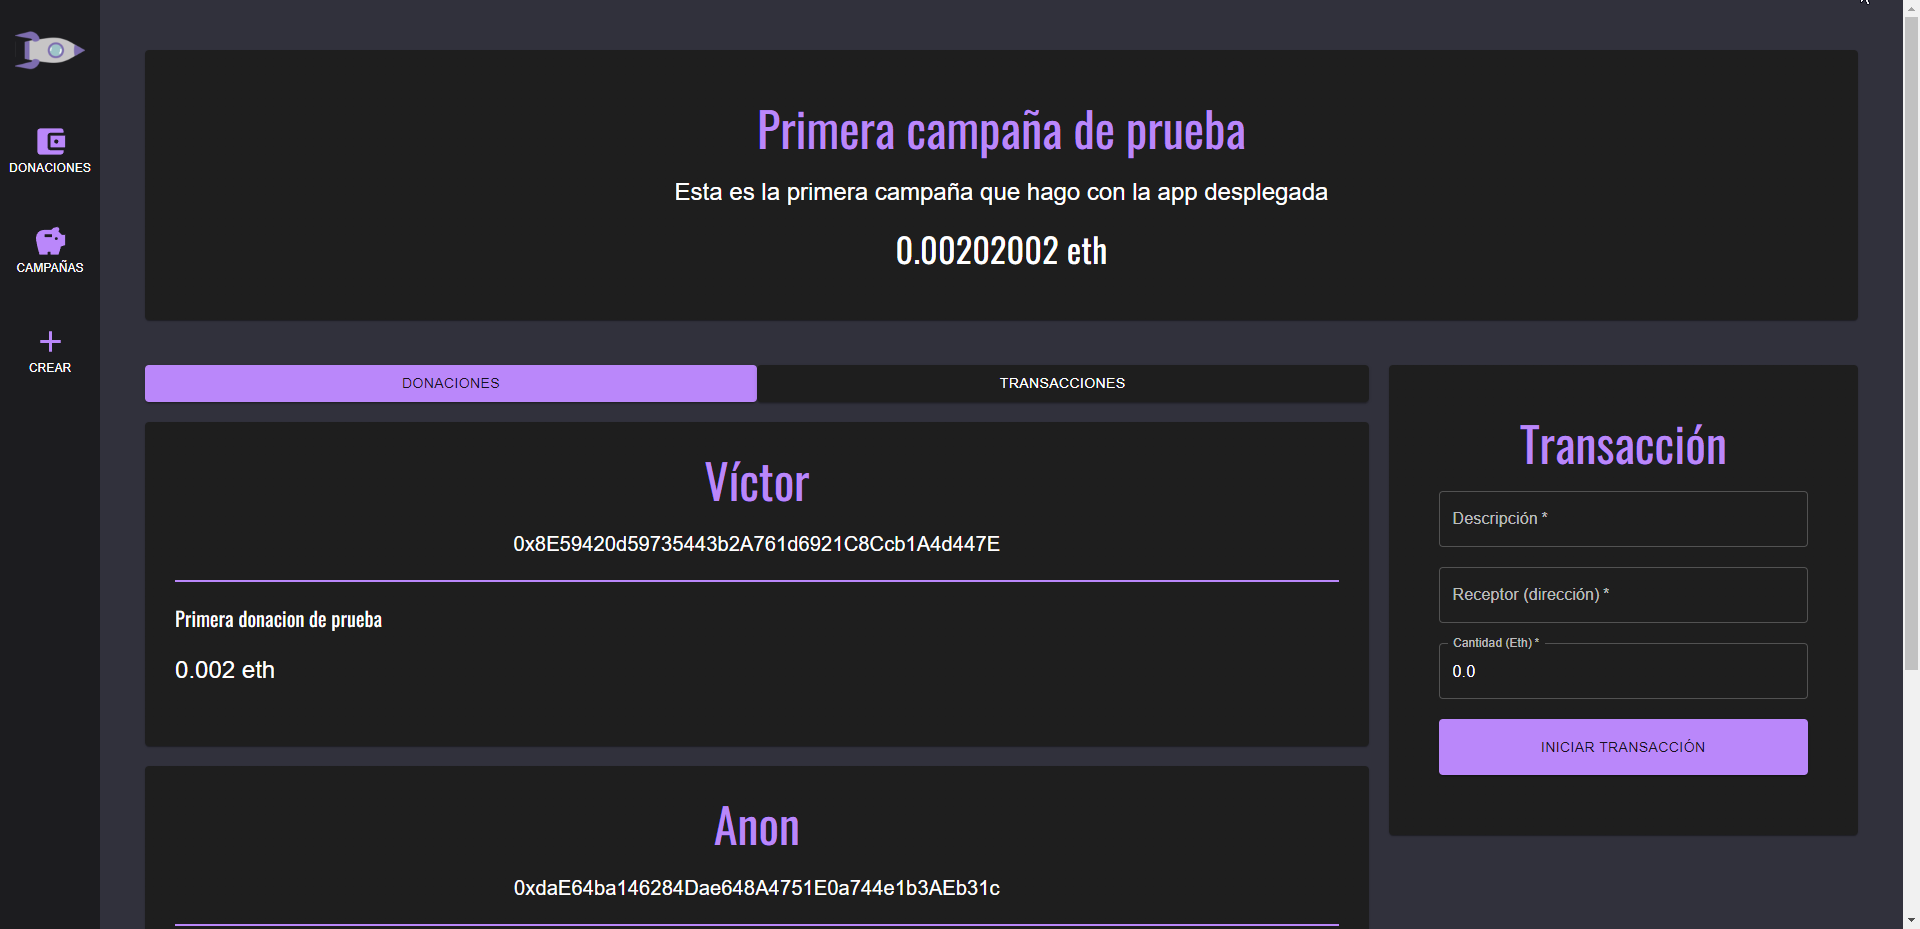 DONACIONES
CAMPAÑAS
CREAR
Primera campaña de prueba
Esta es la primera campaña que hago con la app desplegada
0.00202002 eth
DONACIONES
TRANSACCIONES
Víctor
0x8E59420d59735443b2A761d6921C8Ccb1A4d447E
Primera donacion de prueba
0.002 eth
Anon
0xdaE64ba146284Dae648A4751E0a744e1b3AEb31c
Transacción
Descripción *
Receptor (dirección) *
Cantidad (Eth) *
0.0
INICIAR TRANSACCIÓN